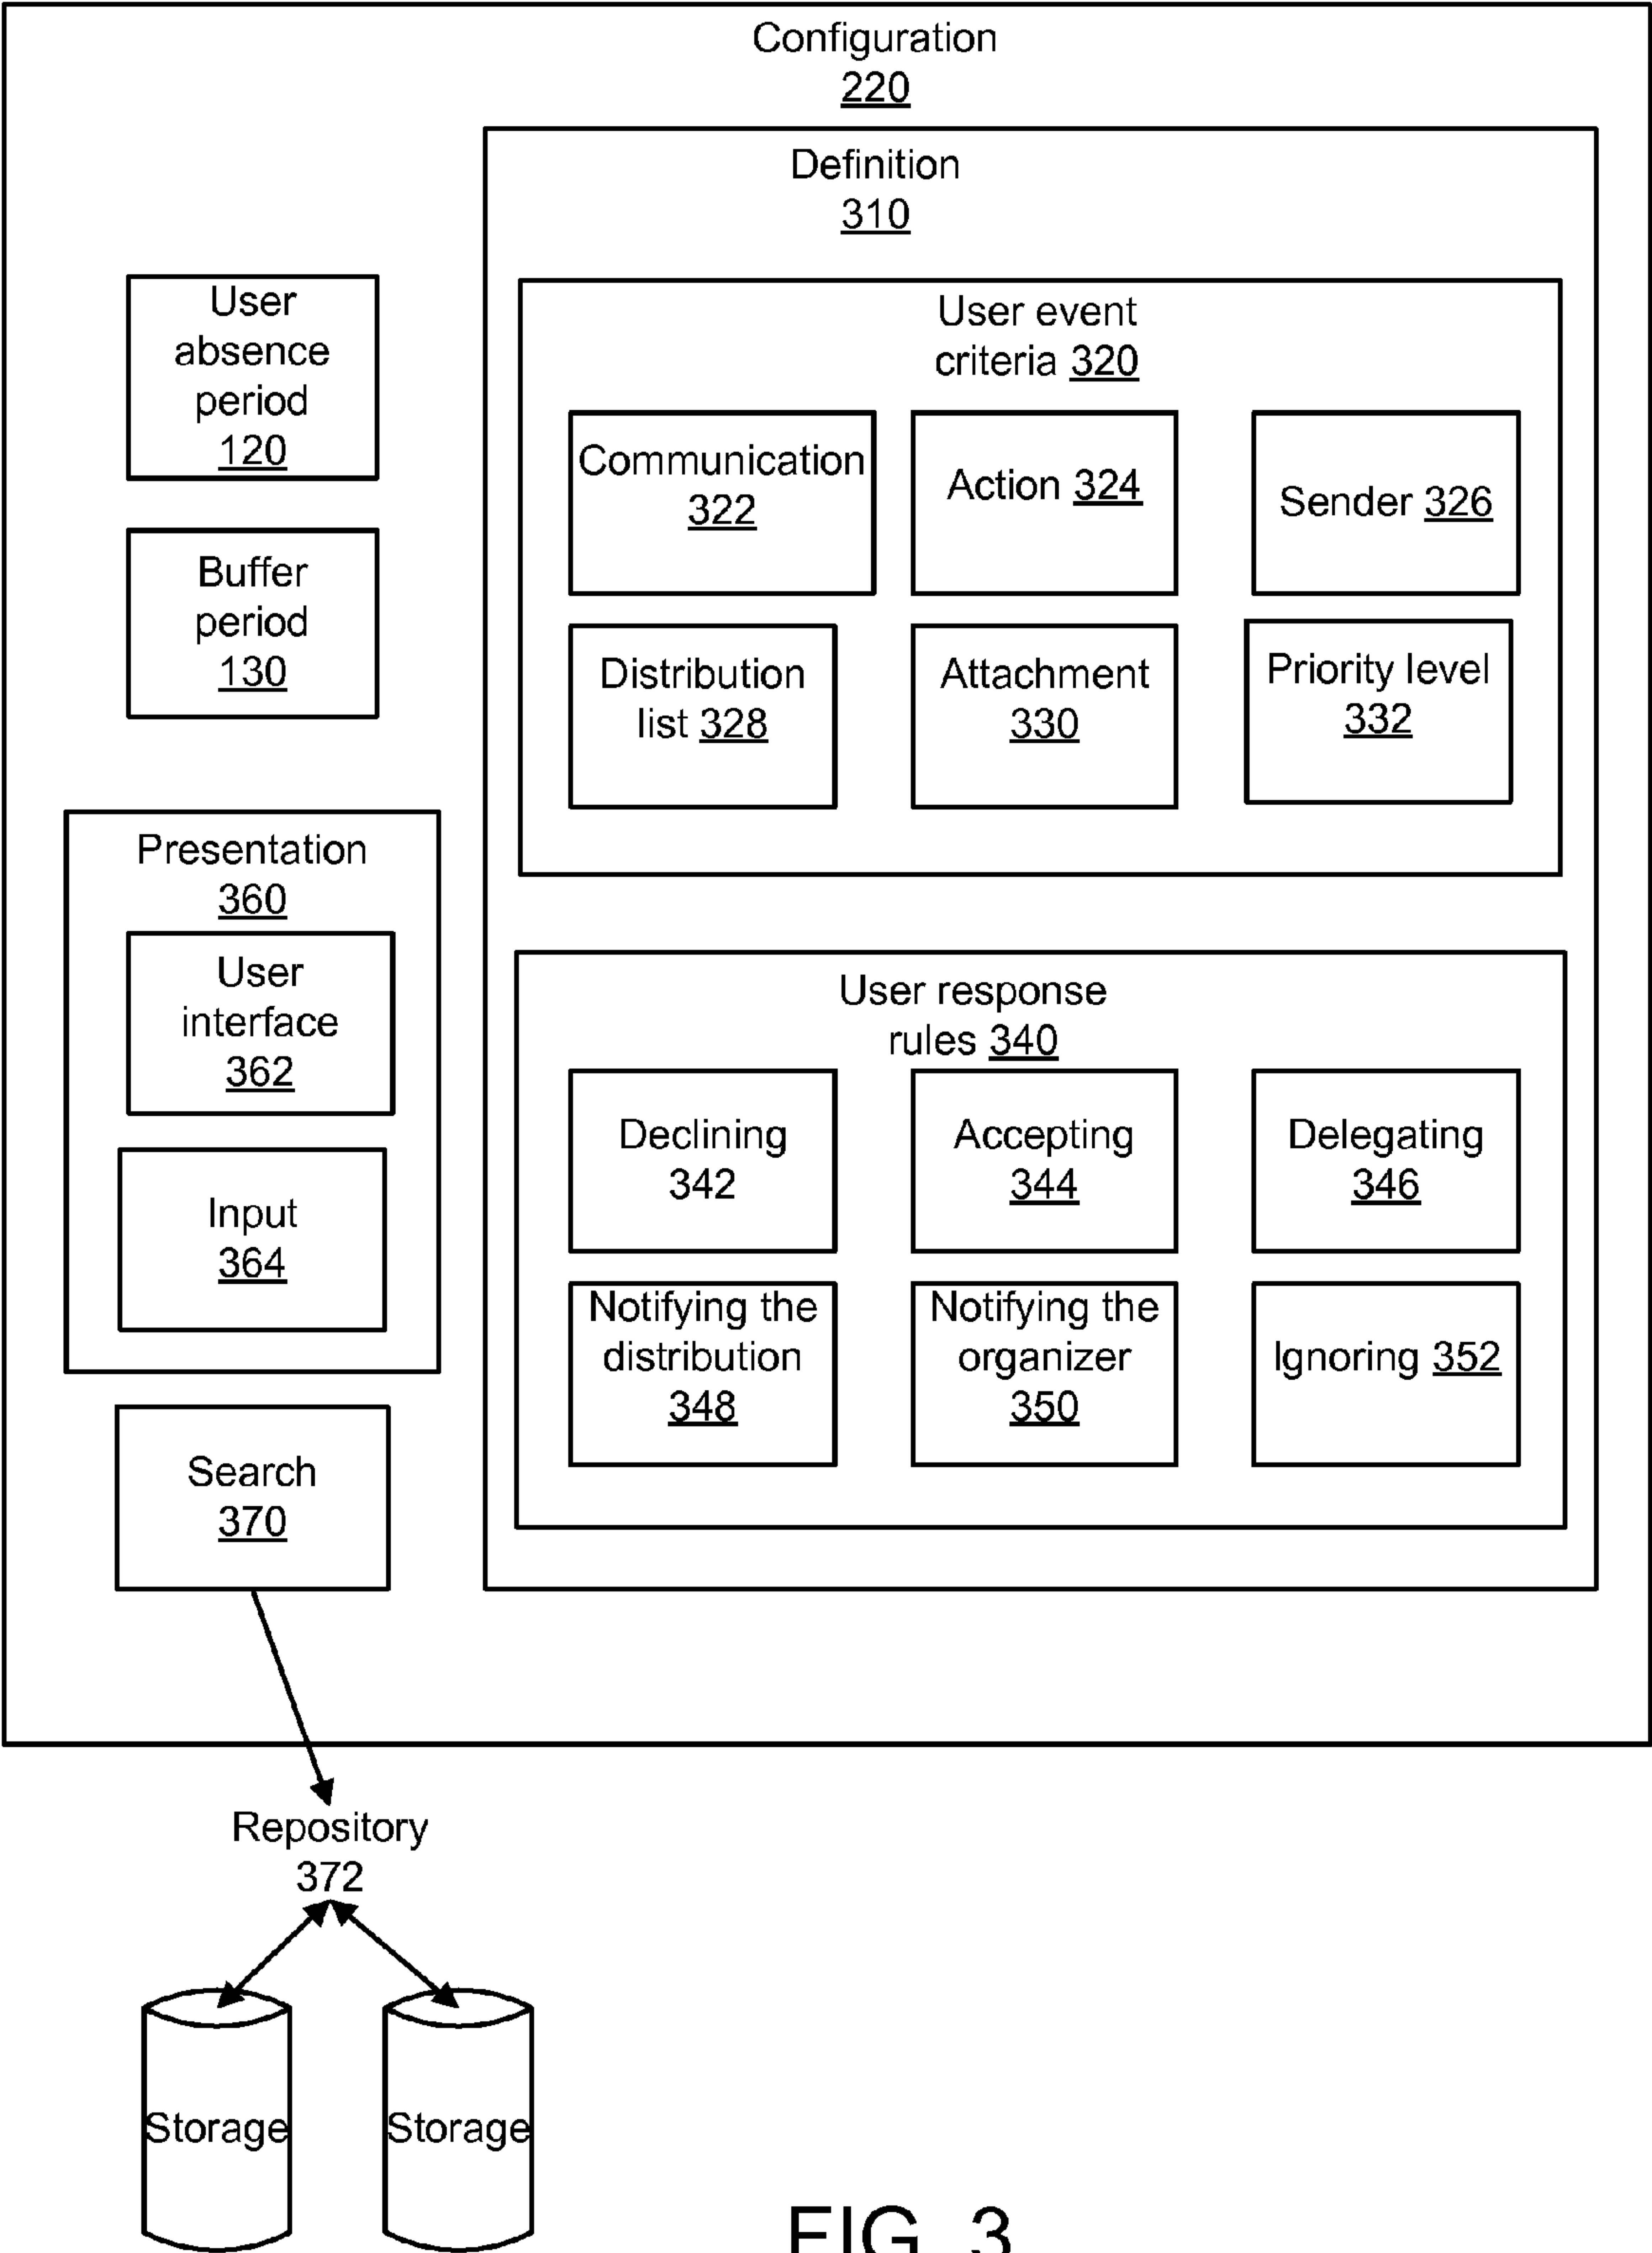 Configuration
220
Definition
310
User
absence
period
120
Buffer
period
130
Presentation
360
User
interface
362
Input
364
Search
370
User event
criteria 320
Communication
322
Action 324
Sender 326
Distribution
list 328
Attachment
330
Priority level
332
User response
rules 340
Declining
342
Accepting
344
Delegating
346
Notifying the
distribution
348
Notifying the
organizer
350
Ignoring 352
Repository
372
Storage
Storage
FIG. 3